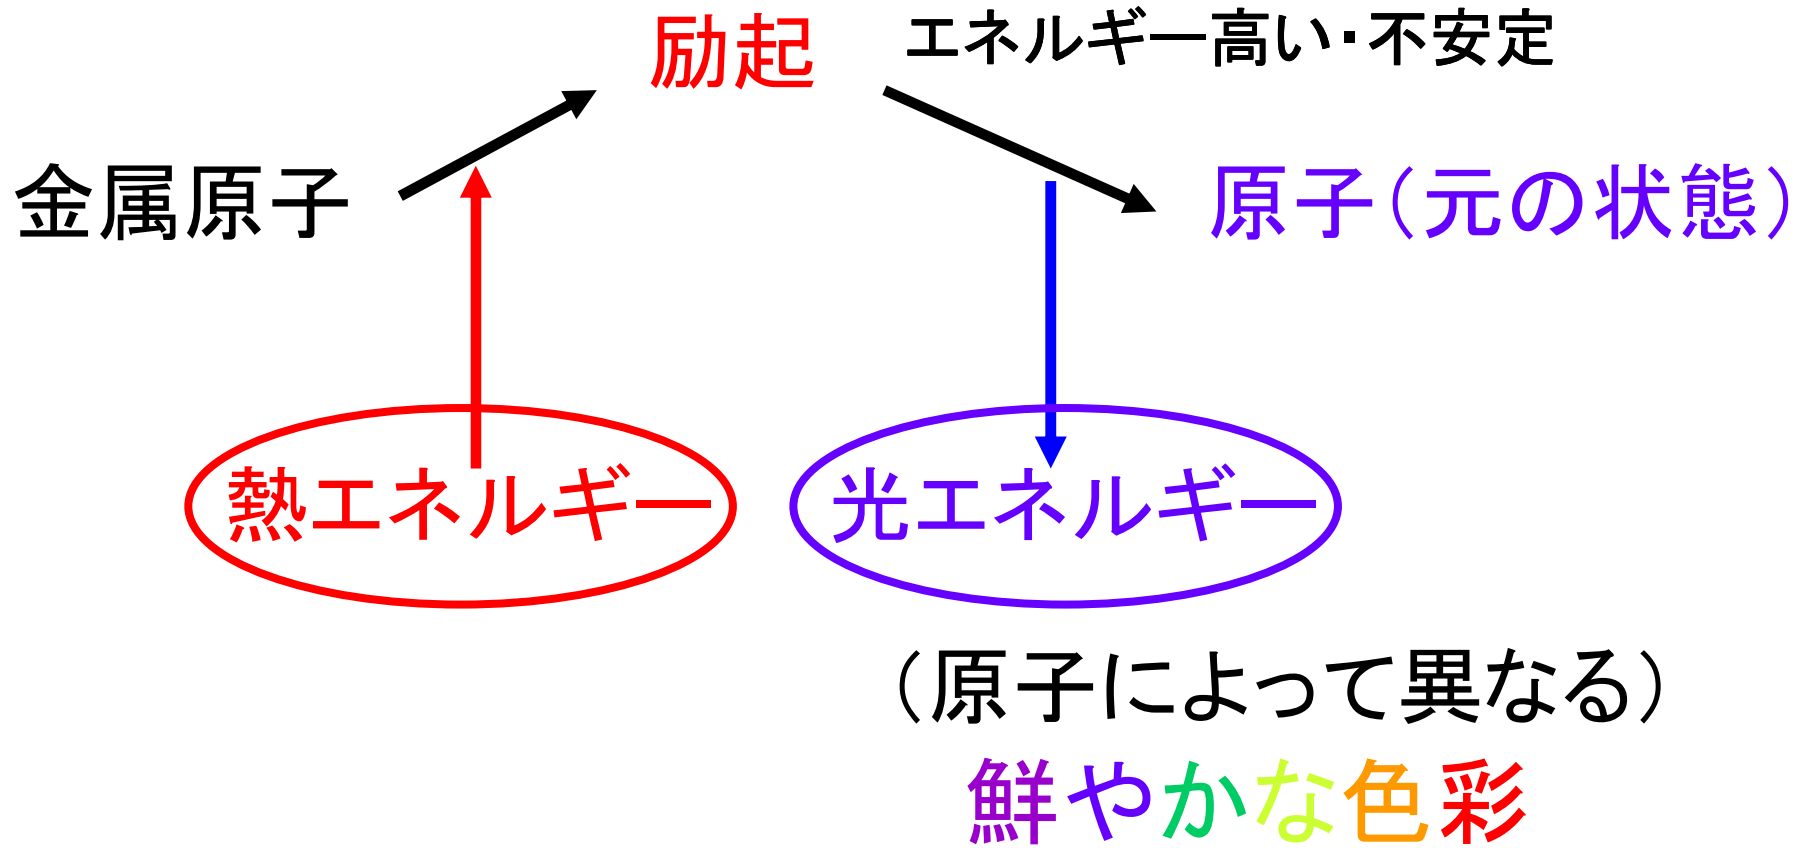 励起
エネルギー高い・不安定
金属原子
原子（元の状態）
熱エネルギー
光エネルギー
（原子によって異なる）
鮮やかな色彩